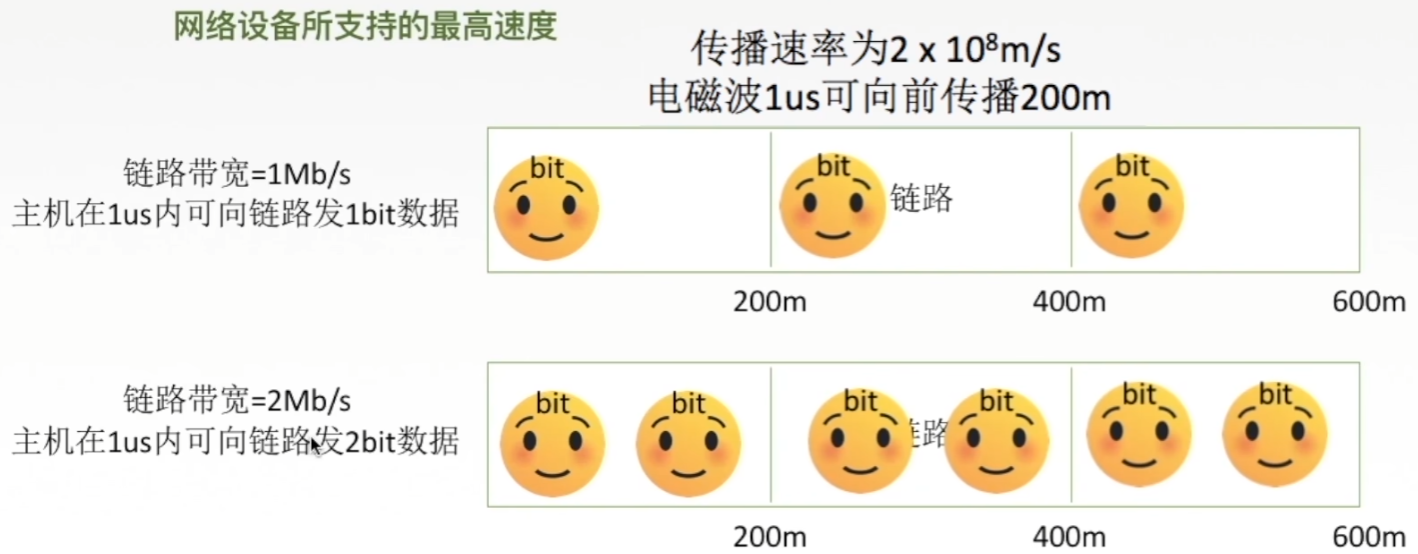 网络设备所支持的最高速度
传播速率为2 x 10⁸m/s
电磁波1us可向前传播200m
链路带宽=1Mb/s
主机在1us内可向链路发1bit数据
bit
bit
链路
bit
200m
400m
600m
链路带宽=2Mb/s
主机在1us内可向链路发2bit数据
bit
bit
bit
路
bit
bit
bit
200m
400m
600m